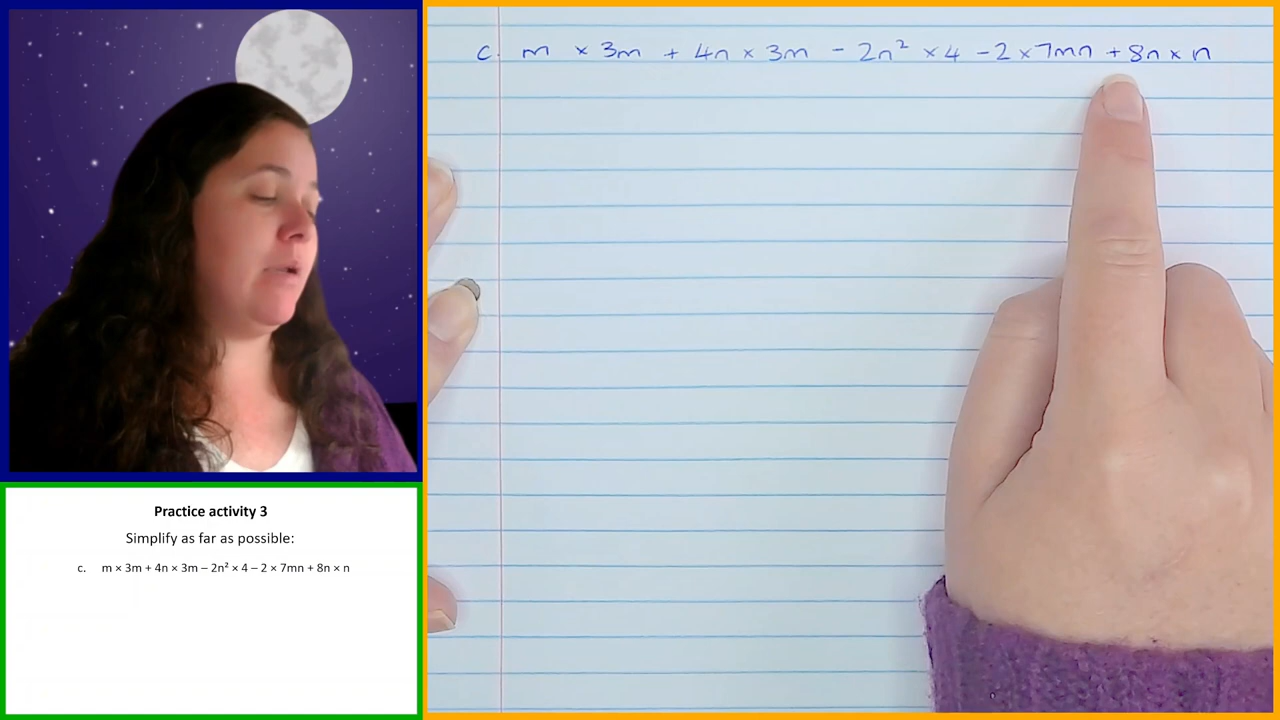 c. m × 3m + 4n × 3m - 2n² × 4 - 2 × 7mn + 8n × n
Practice activity 3
Simplify as far as possible:
c. m × 3m + 4n × 3m – 2n² × 4 – 2 × 7mn + 8n × n